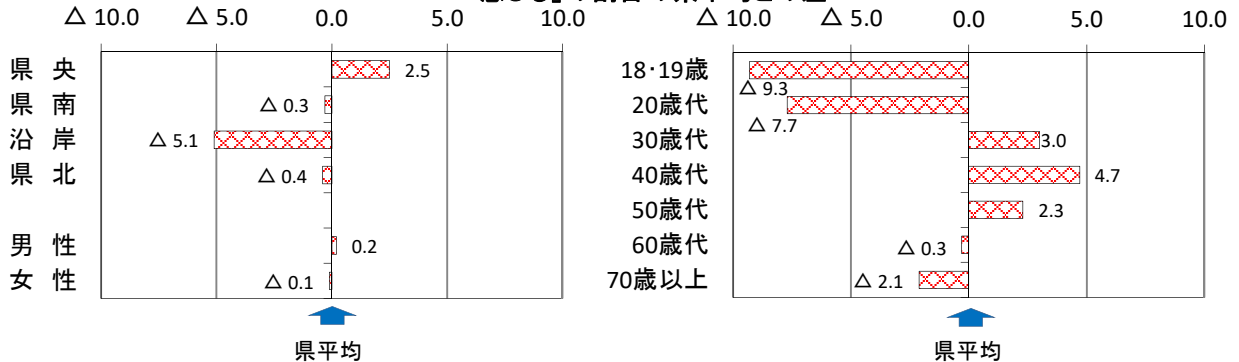 △ 10.0 △ 5.0 0.0 5.0 10.0
県 央 2.5
県 南 △ 0.3
沿 岸 △ 5.1
県 北 △ 0.4
男 性 0.2
女 性 △ 0.1
県平均
△ 10.0 △ 5.0 0.0 5.0 10.0
18･19歳 △ 9.3
20歳代 △ 7.7
30歳代 3.0
40歳代 4.7
50歳代 2.3
60歳代 △ 0.3
70歳以上 △ 2.1
県平均